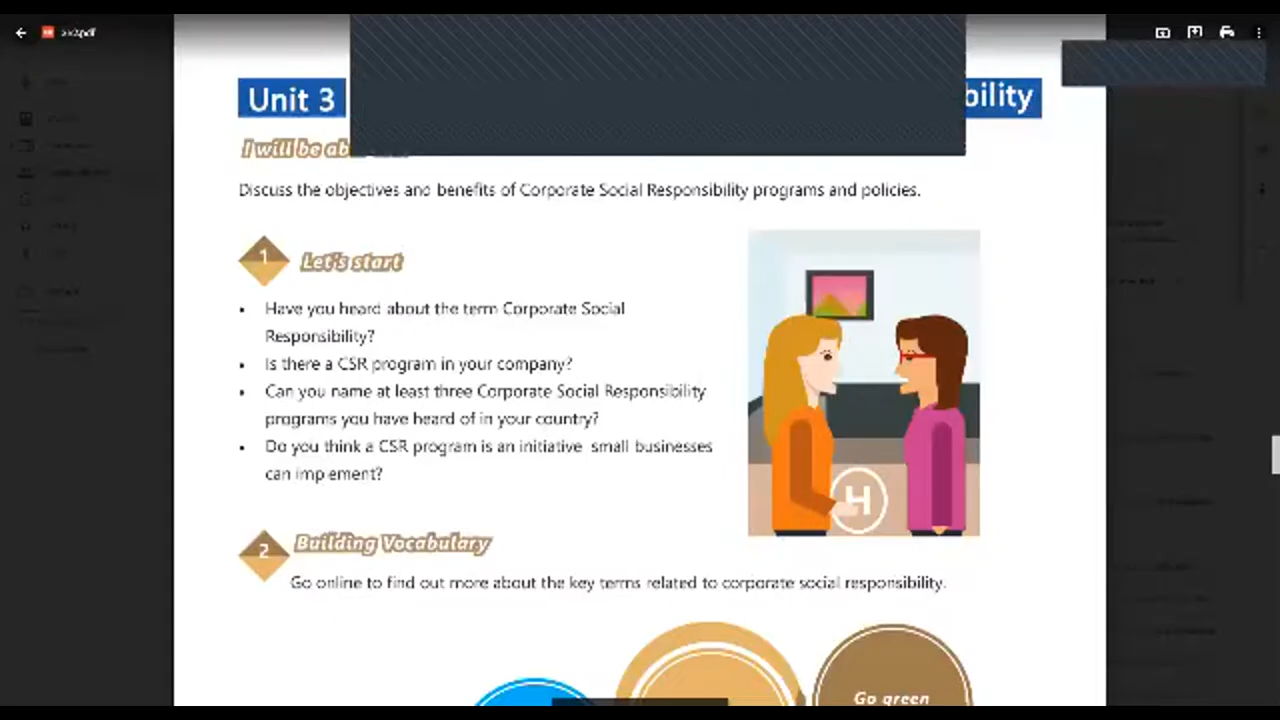 Unit 3
bility
I will be ab
Discuss the objectives and benefits of Corporate Social Responsibility programs and policies.
1
Let's start
• Have you heard about the term Corporate Social
Responsibility?
• Is there a CSR program in your company?
• Can you name at least three Corporate Social Responsibility
programs you have heard of in your country?
• Do you think a CSR program is an initiative small businesses
can implement?
H
2
Building Vocabulary
Go online to find out more about the key terms related to corporate social responsibility.
Go green